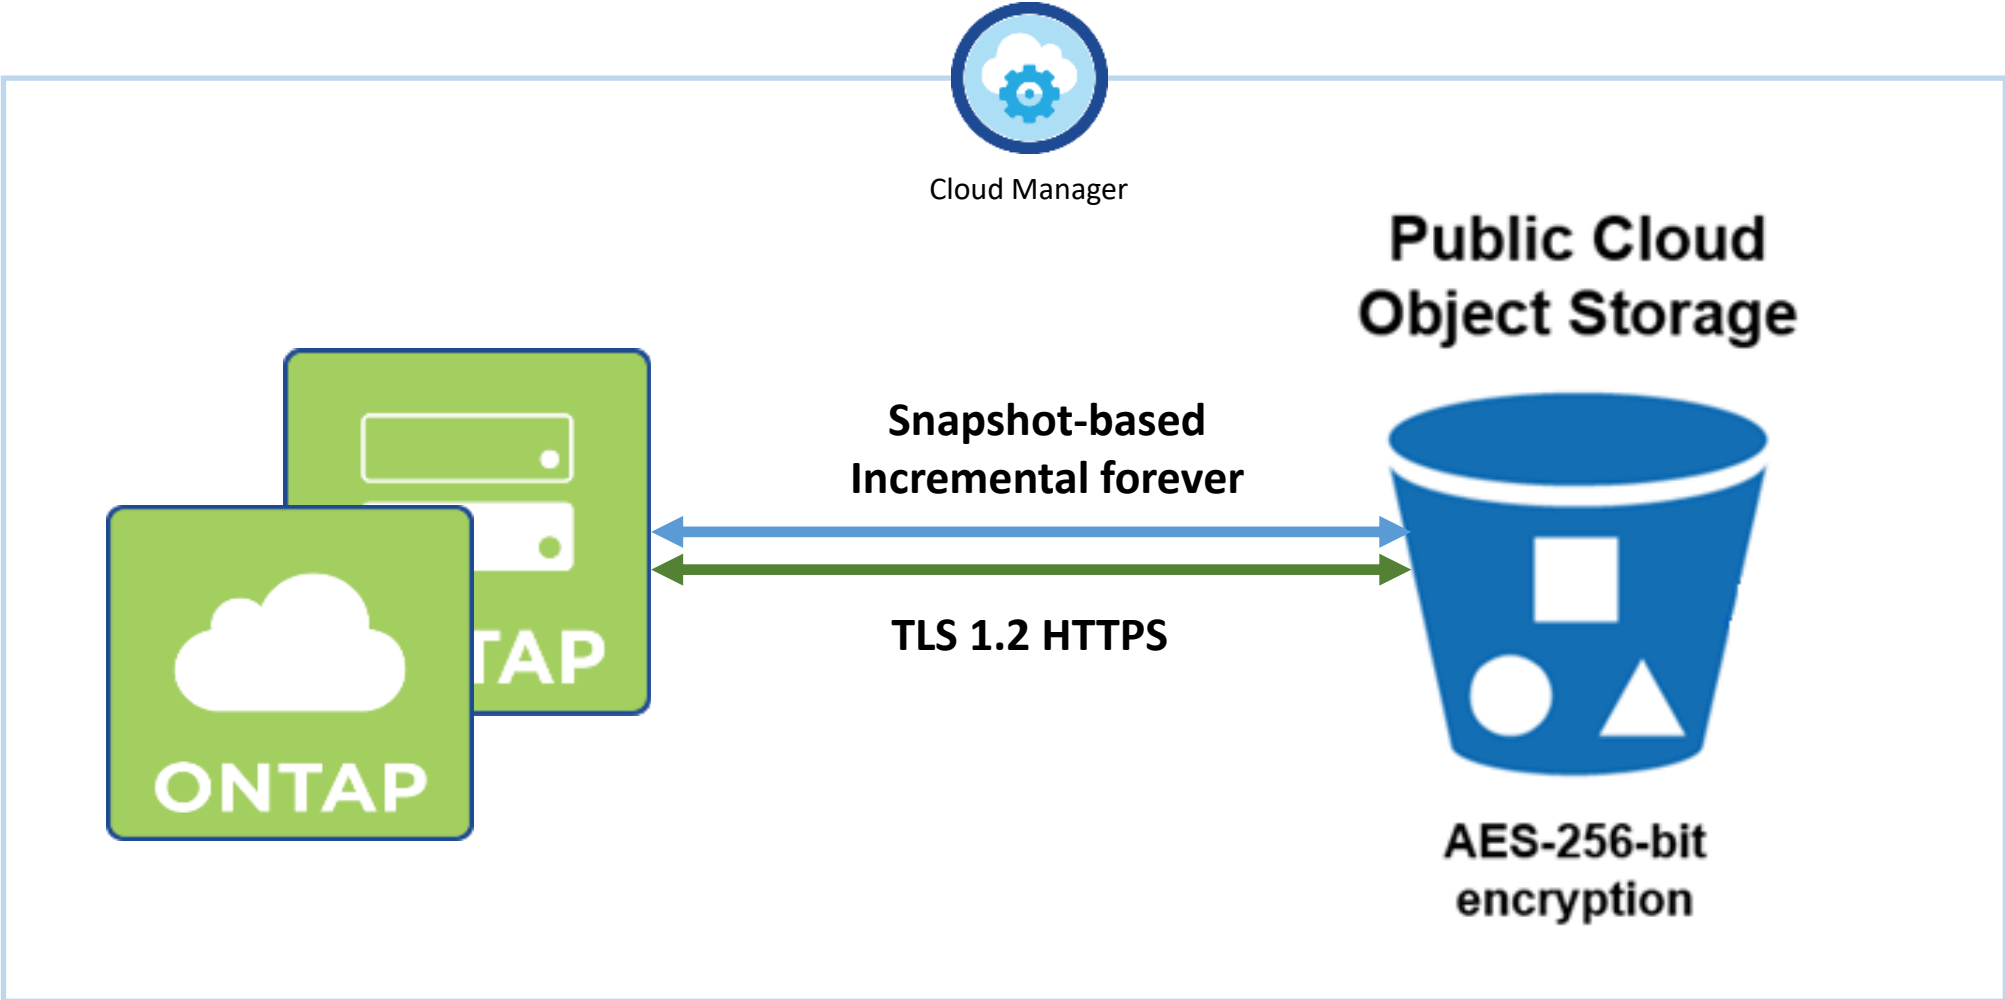 Cloud Manager
Public Cloud
Object Storage
Snapshot-based
Incremental forever
TLS 1.2 HTTPS
TAP
ONTAP
AES-256-bit
encryption